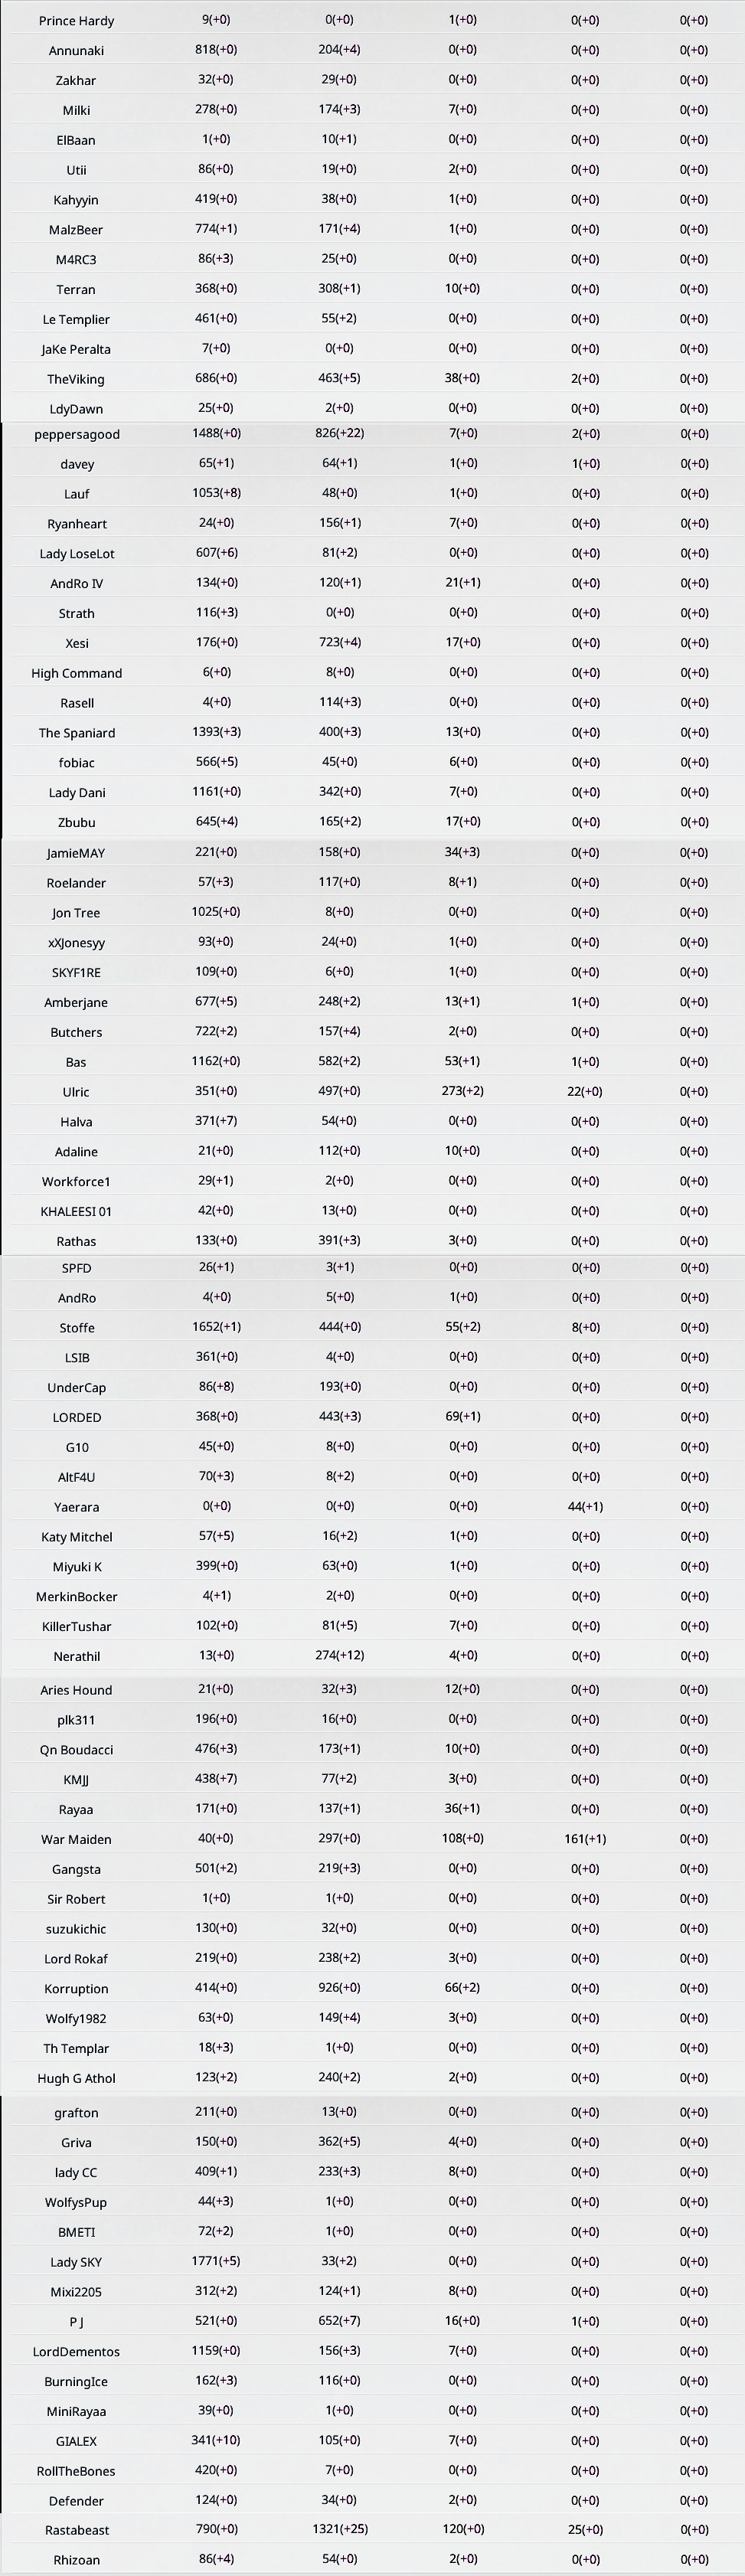 Prince Hardy 9(+0) 0(+0) 1(+0) 0(+0) 0(+0)
Annunaki 818(+0) 204(+4) 0(+0) 0(+0) 0(+0)
Zakhar 32(+0) 29(+0) 0(+0) 0(+0) 0(+0)
Milki 278(+0) 174(+3) 7(+0) 0(+0) 0(+0)
ElBaan 1(+0) 10(+1) 0(+0) 0(+0) 0(+0)
Utii 86(+0) 19(+0) 2(+0) 0(+0) 0(+0)
Kahyyin 419(+0) 38(+0) 1(+0) 0(+0) 0(+0)
MalzBeer 774(+1) 171(+4) 1(+0) 0(+0) 0(+0)
M4RC3 86(+3) 25(+0) 0(+0) 0(+0) 0(+0)
Terran 368(+0) 308(+1) 10(+0) 0(+0) 0(+0)
Le Templier 461(+0) 55(+2) 0(+0) 0(+0) 0(+0)
JaKe Peralta 7(+0) 0(+0) 0(+0) 0(+0) 0(+0)
TheViking 686(+0) 463(+5) 38(+0) 2(+0) 0(+0)
LdyDawn 25(+0) 2(+0) 0(+0) 0(+0) 0(+0)
peppersagood 1488(+0) 826(+22) 7(+0) 2(+0) 0(+0)
davey 65(+1) 64(+1) 1(+0) 1(+0) 0(+0)
Lauf 1053(+8) 48(+0) 1(+0) 0(+0) 0(+0)
Ryanheart 24(+0) 156(+1) 7(+0) 0(+0) 0(+0)
Lady LoseLot 607(+6) 81(+2) 0(+0) 0(+0) 0(+0)
AndRo IV 134(+0) 120(+1) 21(+1) 0(+0) 0(+0)
Strath 116(+3) 0(+0) 0(+0) 0(+0) 0(+0)
Xesi 176(+0) 723(+4) 17(+0) 0(+0) 0(+0)
High Command 6(+0) 8(+0) 0(+0) 0(+0) 0(+0)
Rasell 4(+0) 114(+3) 0(+0) 0(+0) 0(+0)
The Spaniard 1393(+3) 400(+3) 13(+0) 0(+0) 0(+0)
fobiac 566(+5) 45(+0) 6(+0) 0(+0) 0(+0)
Lady Dani 1161(+0) 342(+0) 7(+0) 0(+0) 0(+0)
Zbubu 645(+4) 165(+2) 17(+0) 0(+0) 0(+0)
JamieMAY 221(+0) 158(+0) 34(+3) 0(+0) 0(+0)
Roelander 57(+3) 117(+0) 8(+1) 0(+0) 0(+0)
Jon Tree 1025(+0) 8(+0) 0(+0) 0(+0) 0(+0)
xXJonesyy 93(+0) 24(+0) 1(+0) 0(+0) 0(+0)
SKYF1RE 109(+0) 6(+0) 1(+0) 0(+0) 0(+0)
Amberjane 677(+5) 248(+2) 13(+1) 1(+0) 0(+0)
Butchers 722(+2) 157(+4) 2(+0) 0(+0) 0(+0)
Bas 1162(+0) 582(+2) 53(+1) 1(+0) 0(+0)
Ulric 351(+0) 497(+0) 273(+2) 22(+0) 0(+0)
Halva 371(+7) 54(+0) 0(+0) 0(+0) 0(+0)
Adaline 21(+0) 112(+0) 10(+0) 0(+0) 0(+0)
Workforce1 29(+1) 2(+0) 0(+0) 0(+0) 0(+0)
KHALEESI 01 42(+0) 13(+0) 0(+0) 0(+0) 0(+0)
Rathas 133(+0) 391(+3) 3(+0) 0(+0) 0(+0)
SPFD 26(+1) 3(+1) 0(+0) 0(+0) 0(+0)
AndRo 4(+0) 5(+0) 1(+0) 0(+0) 0(+0)
Stoffe 1652(+1) 444(+0) 55(+2) 8(+0) 0(+0)
LSIB 361(+0) 4(+0) 0(+0) 0(+0) 0(+0)
UnderCap 86(+8) 193(+0) 0(+0) 0(+0) 0(+0)
LORDED 368(+0) 443(+3) 69(+1) 0(+0) 0(+0)
G10 45(+0) 8(+0) 0(+0) 0(+0) 0(+0)
AltF4U 70(+3) 8(+2) 0(+0) 0(+0) 0(+0)
Yaerara 0(+0) 0(+0) 0(+0) 44(+1) 0(+0)
Katy Mitchel 57(+5) 16(+2) 1(+0) 0(+0) 0(+0)
Miyuki K 399(+0) 63(+0) 1(+0) 0(+0) 0(+0)
MerkinBocker 4(+1) 2(+0) 0(+0) 0(+0) 0(+0)
KillerTushar 102(+0) 81(+5) 7(+0) 0(+0) 0(+0)
Nerathil 13(+0) 274(+12) 4(+0) 0(+0) 0(+0)
Aries Hound 21(+0) 32(+3) 12(+0) 0(+0) 0(+0)
plk311 196(+0) 16(+0) 0(+0) 0(+0) 0(+0)
Qn Boudacci 476(+3) 173(+1) 10(+0) 0(+0) 0(+0)
KMJJ 438(+7) 77(+2) 3(+0) 0(+0) 0(+0)
Rayaa 171(+0) 137(+1) 36(+1) 0(+0) 0(+0)
War Maiden 40(+0) 297(+0) 108(+0) 161(+1) 0(+0)
Gangsta 501(+2) 219(+3) 0(+0) 0(+0) 0(+0)
Sir Robert 1(+0) 1(+0) 0(+0) 0(+0) 0(+0)
suzukichic 130(+0) 32(+0) 0(+0) 0(+0) 0(+0)
Lord Rokaf 219(+0) 238(+2) 3(+0) 0(+0) 0(+0)
Korruption 414(+0) 926(+0) 66(+2) 0(+0) 0(+0)
Wolfy1982 63(+0) 149(+4) 3(+0) 0(+0) 0(+0)
Th Templar 18(+3) 1(+0) 0(+0) 0(+0) 0(+0)
Hugh G Athol 123(+2) 240(+2) 2(+0) 0(+0) 0(+0)
grafton 211(+0) 13(+0) 0(+0) 0(+0) 0(+0)
Griva 150(+0) 362(+5) 4(+0) 0(+0) 0(+0)
lady CC 409(+1) 233(+3) 8(+0) 0(+0) 0(+0)
WolfysPup 44(+3) 1(+0) 0(+0) 0(+0) 0(+0)
BMETI 72(+2) 1(+0) 0(+0) 0(+0) 0(+0)
Lady SKY 1771(+5) 33(+2) 0(+0) 0(+0) 0(+0)
Mixi2205 312(+2) 124(+1) 8(+0) 0(+0) 0(+0)
P J 521(+0) 652(+7) 16(+0) 1(+0) 0(+0)
LordDementos 1159(+0) 156(+3) 7(+0) 0(+0) 0(+0)
BurningIce 162(+3) 116(+0) 0(+0) 0(+0) 0(+0)
MiniRayaa 39(+0) 1(+0) 0(+0) 0(+0) 0(+0)
GIALEX 341(+10) 105(+0) 7(+0) 0(+0) 0(+0)
RollTheBones 420(+0) 7(+0) 0(+0) 0(+0) 0(+0)
Defender 124(+0) 34(+0) 2(+0) 0(+0) 0(+0)
Rastabeast 790(+0) 1321(+25) 120(+0) 25(+0) 0(+0)
Rhizoan 86(+4) 54(+0) 2(+0) 0(+0) 0(+0)